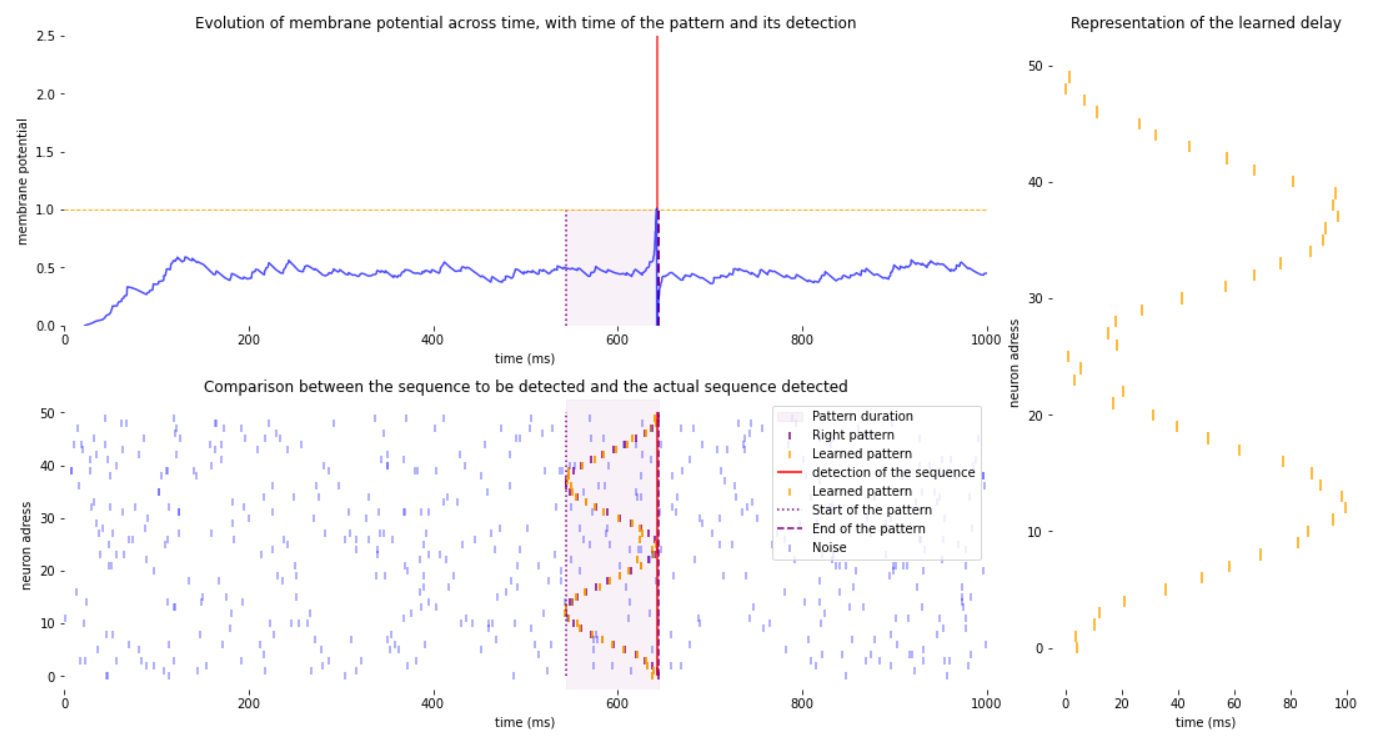 Evolution of membrane potential across time, with time of the pattern and its detection
2.5
2.0
1.5
1.0
0.5
0.0
membrane potential
0
200
400
600
800
1000
time (ms)
Comparison between the sequence to be detected and the actual sequence detected
50
40
30
20
10
0
neuron adress
Pattern duration
Right pattern
Learned pattern
detection of the sequence
Learned pattern
Start of the pattern
End of the pattern
Noise
0
200
400
600
800
1000
time (ms)
Representation of the learned delay
50
40
30
20
10
0
neuron adress
0
20
40
60
80
100
time (ms)